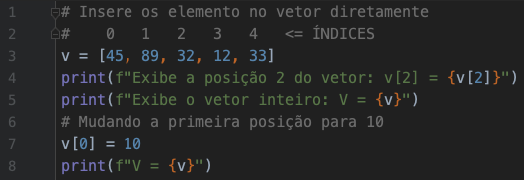 1 # Insere os elemento no vetor diretamente
2 #    0   1   2   3   4   <= ÍNDICES
3 v = [45, 89, 32, 12, 33]
4 print(f"Exibe a posição 2 do vetor: v[2] = {v[2]}")
5 print(f"Exibe o vetor inteiro: V = {v}")
6 # Mudando a primeira posição para 10
7 v[0] = 10
8 print(f"V = {v}")